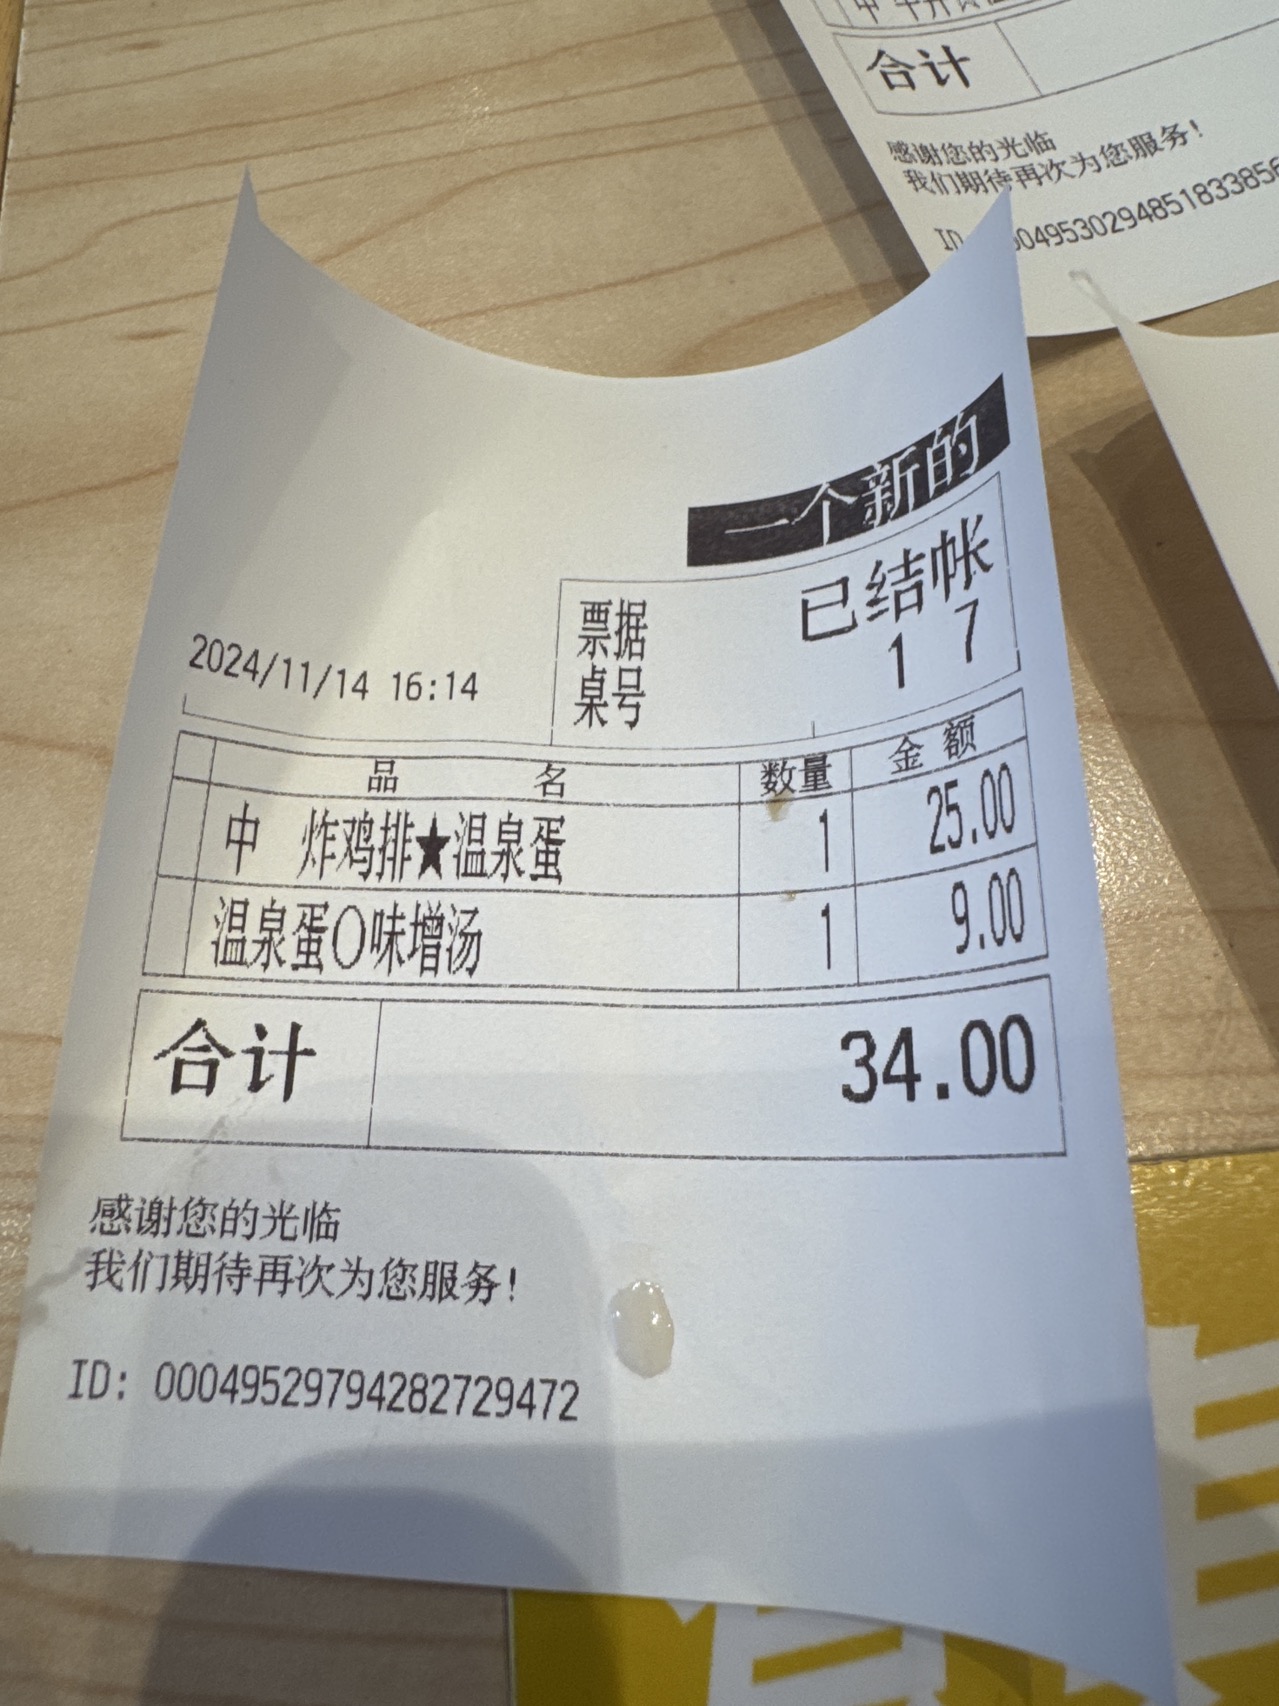 合计
感谢您的光临
我们期待再次为您服务!
一个新的
票据 已结帐
2024/11/14 16:14
桌号 1 7
品 名 数量 金 额
中 炸鸡排★温泉蛋 1 25.00
温泉蛋〇味增汤 1 9.00
合计 34.00
感谢您的光临
我们期待再次为您服务!
ID: 00049529794282729472